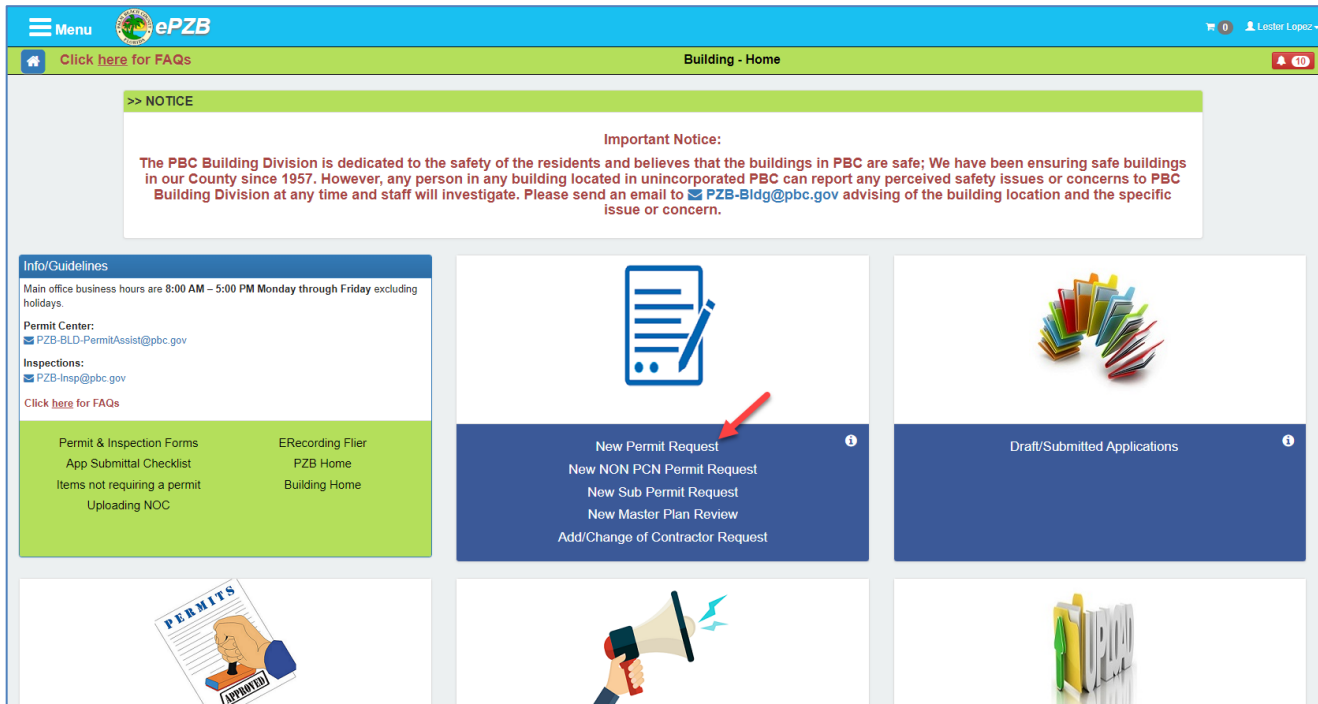 Menu
ePZB
0
Lester Lopez
Click here for FAQs
Building - Home
10
>> NOTICE
Important Notice:
The PBC Building Division is dedicated to the safety of the residents and believes that the buildings in PBC are safe; We have been ensuring safe buildings
in our County since 1957. However, any person in any building located in unincorporated PBC can report any perceived safety issues or concerns to PBC
Building Division at any time and staff will investigate. Please send an email to PZB-Bldg@pbc.gov advising of the building location and the specific
issue or concern.
Info/Guidelines
Main office business hours are 8:00 AM – 5:00 PM Monday through Friday excluding
holidays.
Permit Center:
PZB-BLD-PermitAssist@pbc.gov
Inspections:
PZB-Insp@pbc.gov
Click here for FAQs
Permit & Inspection Forms
App Submittal Checklist
Items not requiring a permit
Uploading NOC
ERecording Flier
PZB Home
Building Home
New Permit Request
New NON PCN Permit Request
New Sub Permit Request
New Master Plan Review
Add/Change of Contractor Request
Draft/Submitted Applications
PERMITS
APPROVED
UPLOAD